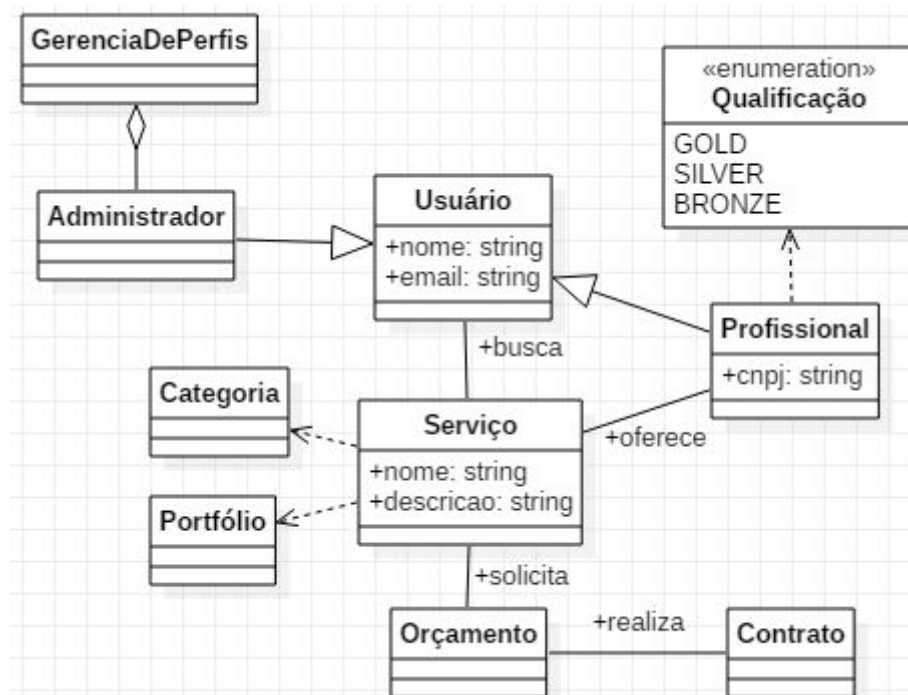 GerenciaDePerfis
«enumeration»
Qualificação
GOLD
SILVER
BRONZE
Administrador
Usuário
+nome: string
+email: string
Profissional
+cnpj: string
+busca
Categoria
Serviço
+nome: string
+descricao: string
+oferece
Portfólio
+solicita
Orçamento
+realiza
Contrato